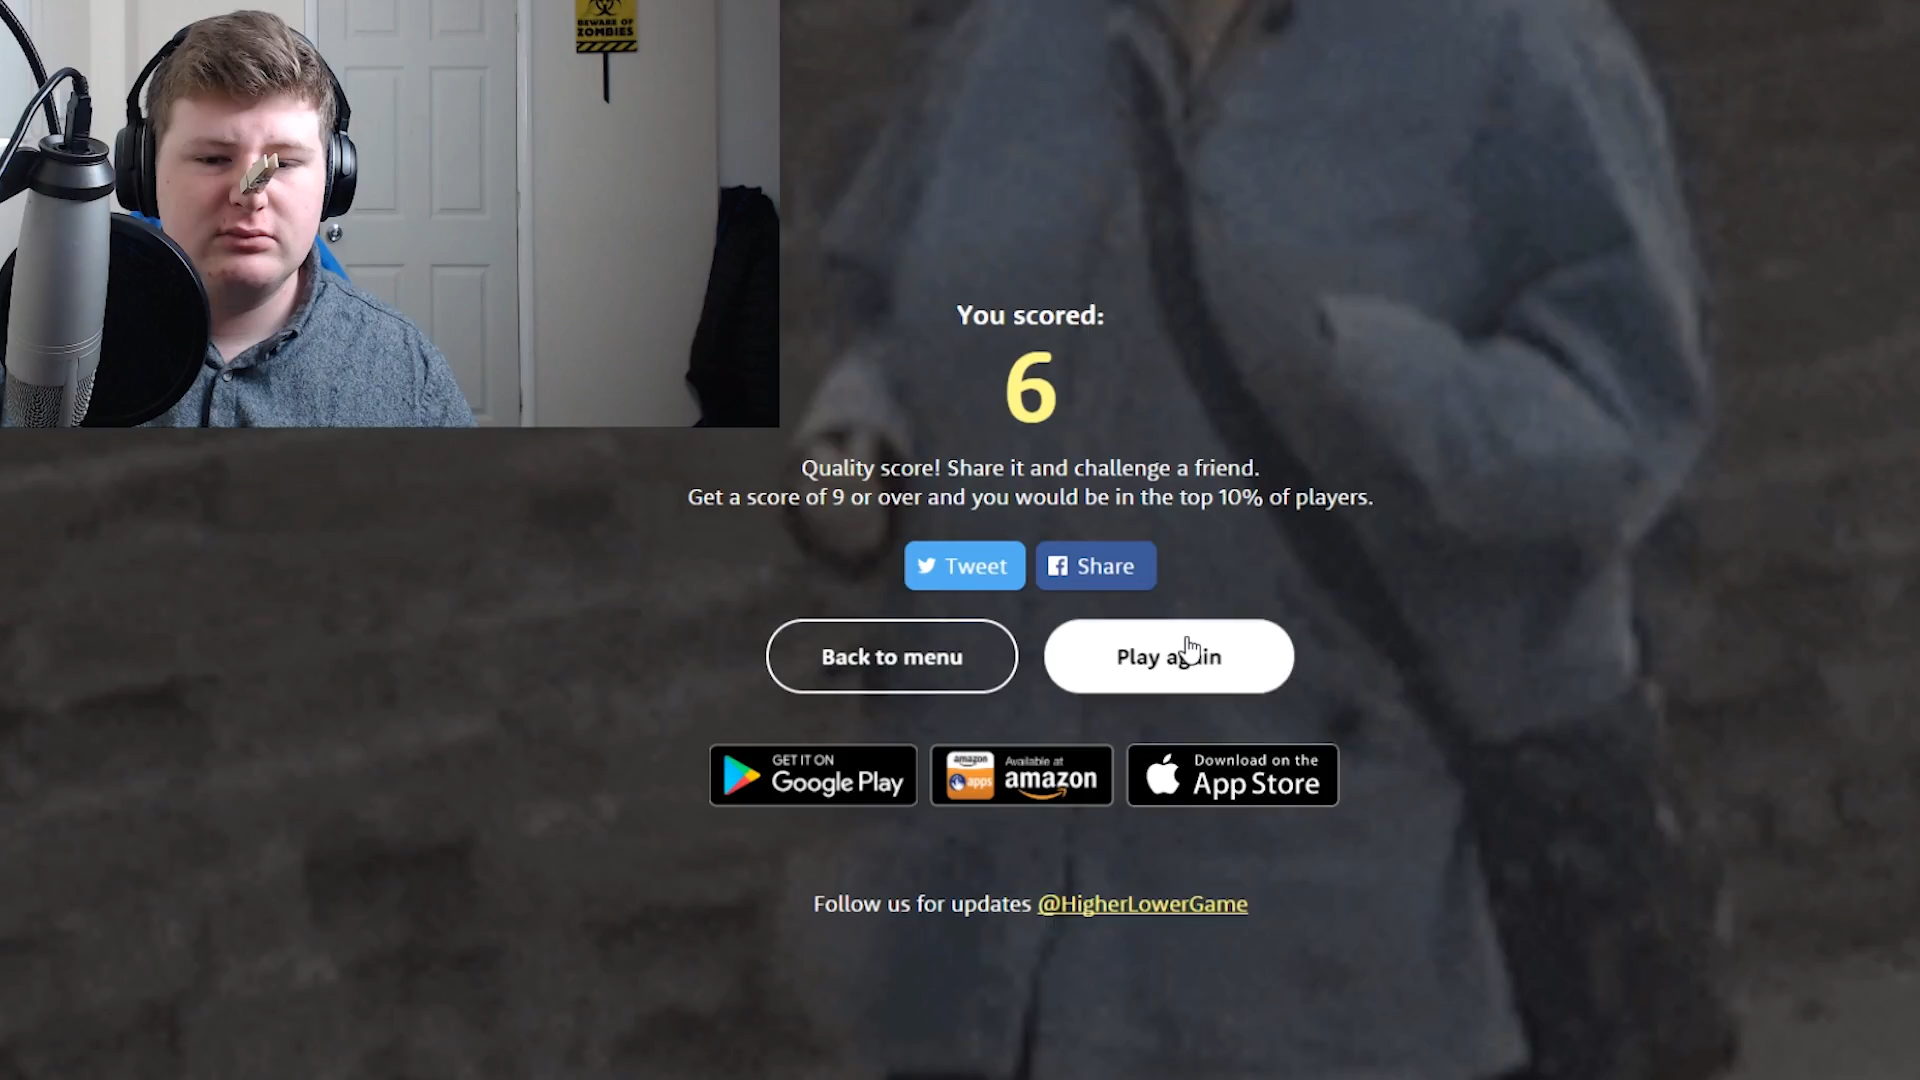 BEWARE OF
ZOMBIES
You scored:
6
Quality score! Share it and challenge a friend.
Get a score of 9 or over and you would be in the top 10% of players.
Tweet
Share
Back to menu
Play again
GET IT ON
Google Play
amazon
apps
Available at
amazon
Download on the
App Store
Follow us for updates @HigherLowerGame